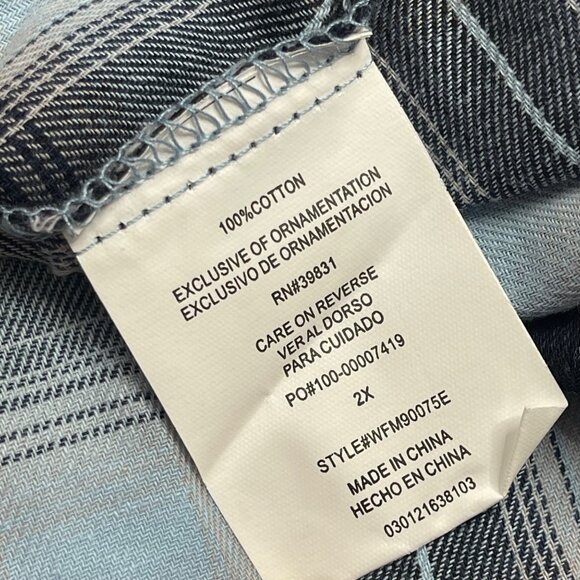 100%COTTON
EXCLUSIVE OF ORNAMENTATION
EXCLUSIVO DE ORNAMENTACION
RN#39831
CARE ON REVERSE
VER AL DORSO
PARA CUIDADO
PO#100-00007419
2X
STYLE#WFM90075E
MADE IN CHINA
HECHO EN CHINA
030121638103